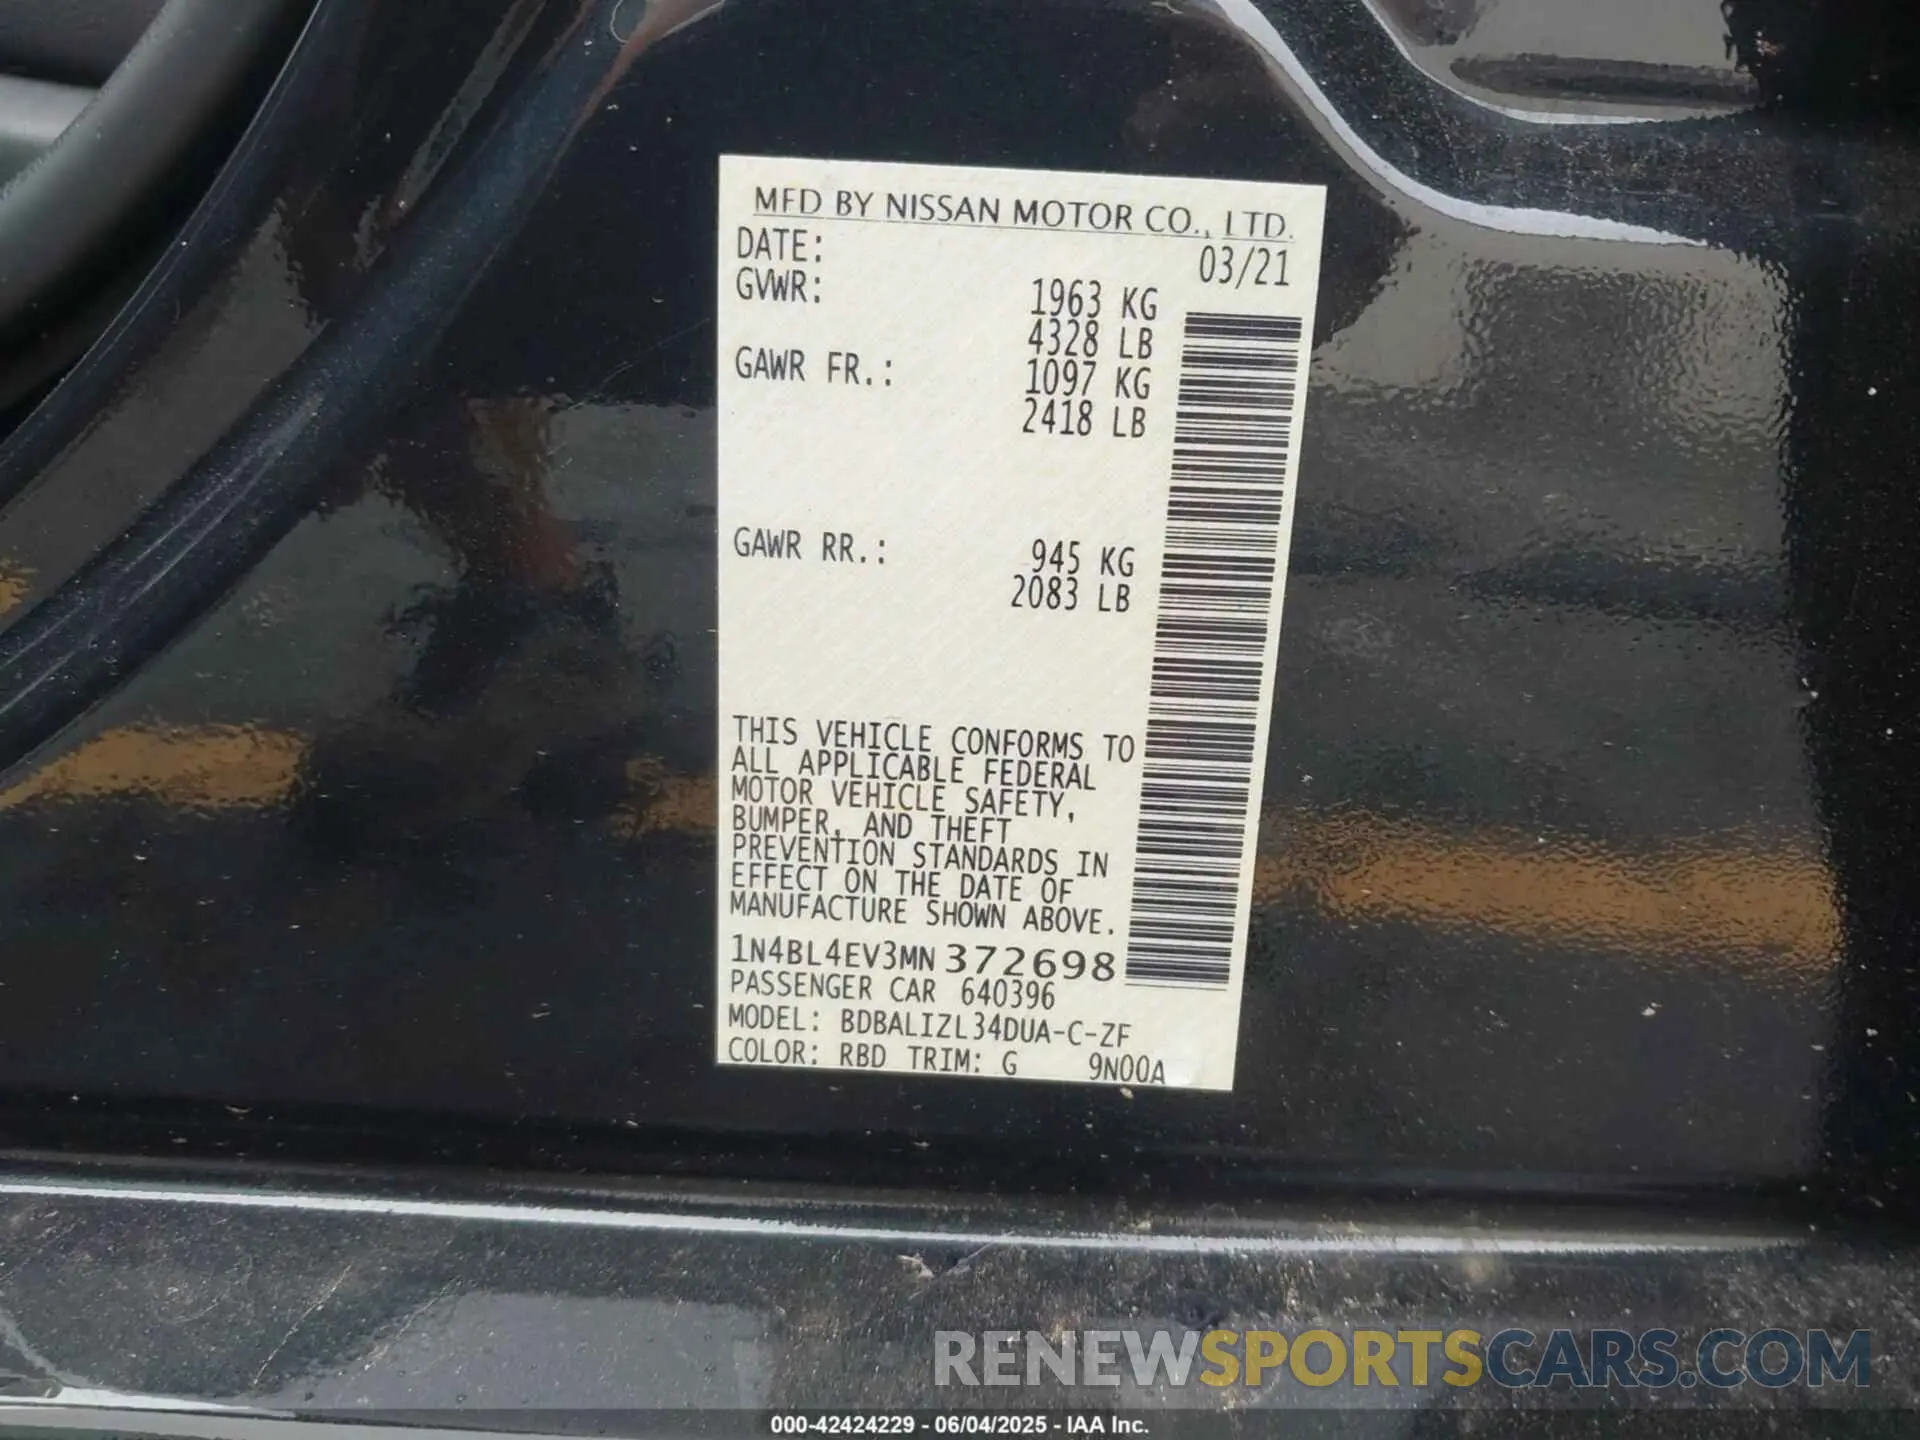 MFD BY NISSAN MOTOR CO., LTD.
DATE: 03/21
GVWR: 1963 KG
4328 LB
GAWR FR.: 1097 KG
2418 LB
GAWR RR.: 945 KG
2083 LB
THIS VEHICLE CONFORMS TO
ALL APPLICABLE FEDERAL
MOTOR VEHICLE SAFETY,
BUMPER, AND THEFT
PREVENTION STANDARDS IN
EFFECT ON THE DATE OF
MANUFACTURE SHOWN ABOVE.
1N4BL4EV3MN372698
PASSENGER CAR 640396
MODEL: BDBALIZL34DUA-C-ZF
COLOR: RBD TRIM: G 9N00A
RENEWSPORTSCARS.COM
000-42424229 - 06/04/2025 - IAA Inc.